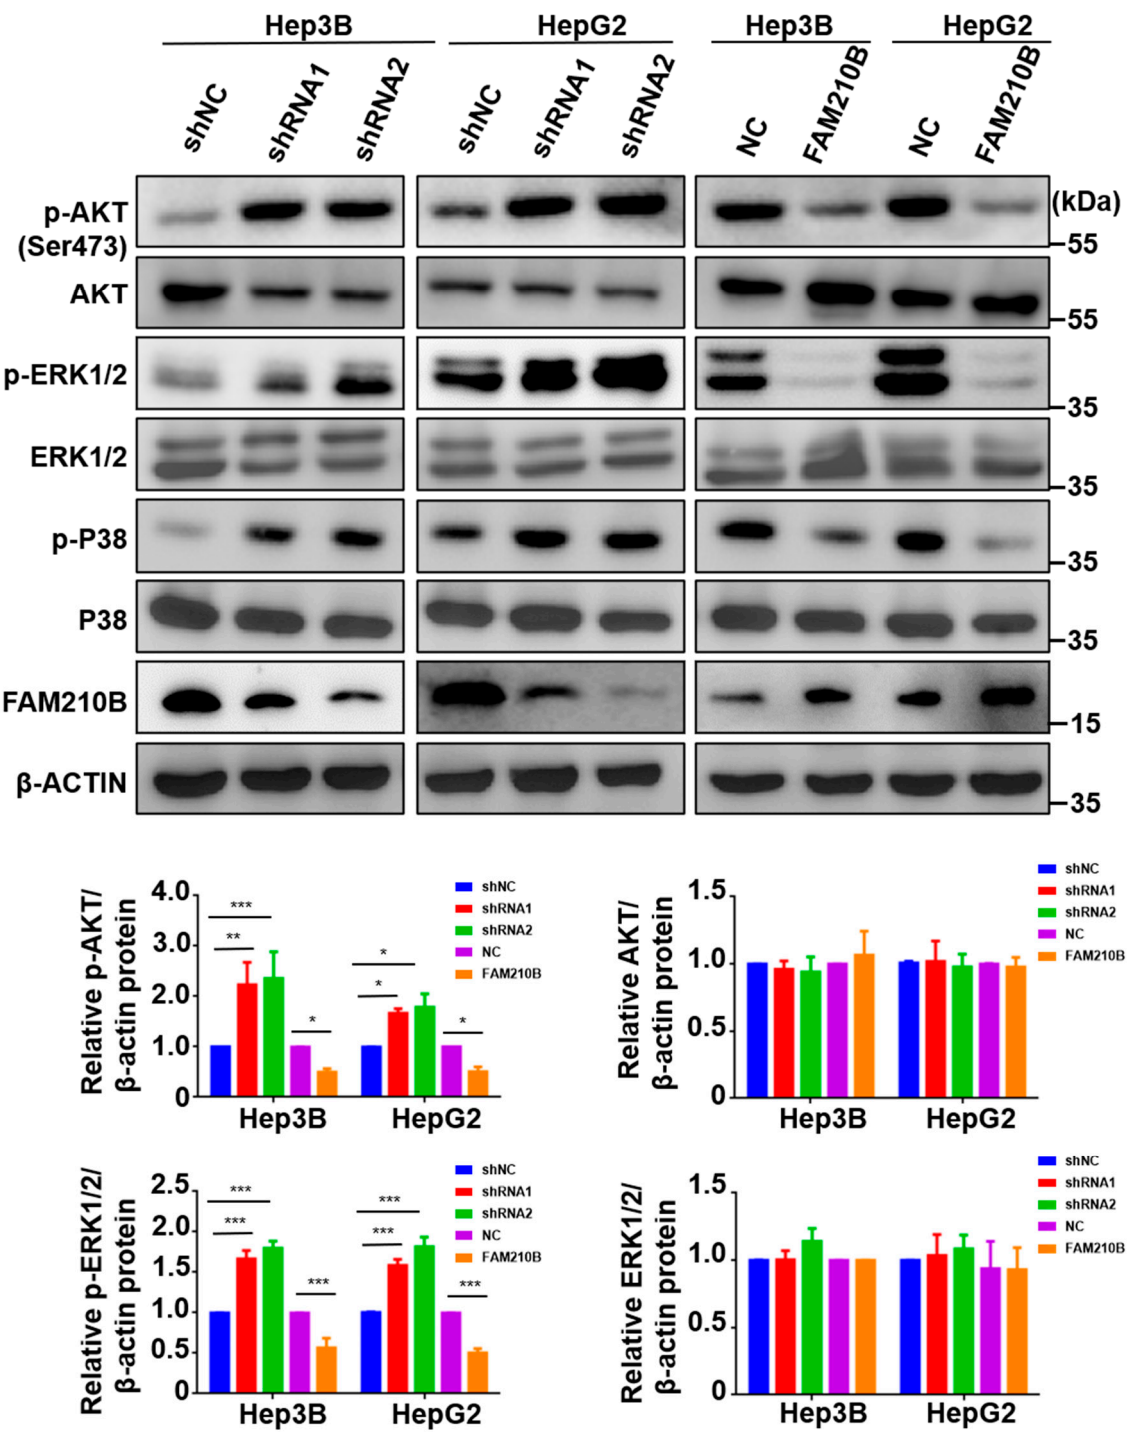 Hep3B HepG2 Hep3B HepG2
shNC shRNA1 shRNA2 shNC shRNA1 shRNA2 NC FAM210B NC FAM210B
p-AKT (kDa)
(Ser473) 55
AKT
55
p-ERK1/2
35
ERK1/2
35
p-P38
35
P38
35
FAM210B
15
β-ACTIN
35
Relative p-AKT/
β-actin protein
4.0
3.0
2.0
1.0
0
*** ** * * * *
shNC
shRNA1
shRNA2
NC
FAM210B
Hep3B HepG2
Relative AKT/
β-actin protein
1.5
1.0
0.5
0
shNC
shRNA1
shRNA2
NC
FAM210B
Hep3B HepG2
Relative p-ERK1/2/
β-actin protein
2.5
2.0
1.5
1.0
0.5
0
*** *** *** *** *** ***
shNC
shRNA1
shRNA2
NC
FAM210B
Hep3B HepG2
Relative ERK1/2/
β-actin protein
1.5
1.0
0.5
0
shNC
shRNA1
shRNA2
NC
FAM210B
Hep3B HepG2